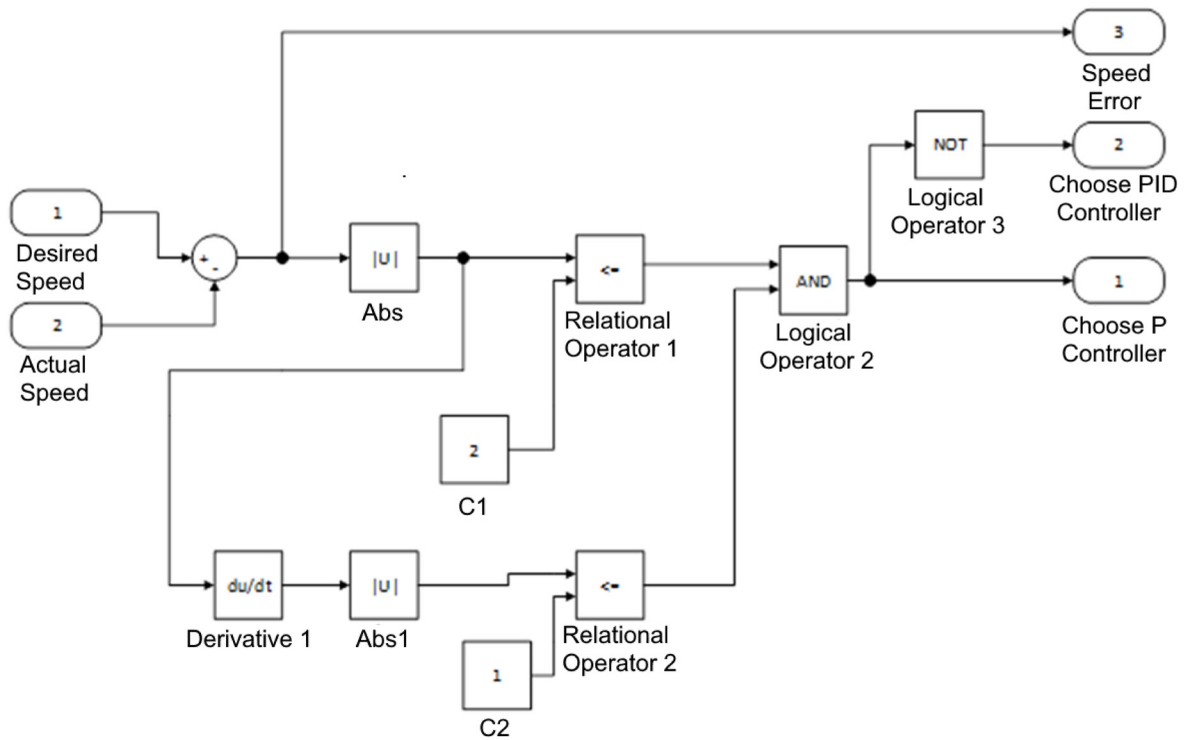 3
Speed
Error
NOT
2
Logical
Operator 3
Choose PID
Controller
1
Desired
Speed
+
-
|U|
Abs
<=
Relational
Operator 1
AND
Logical
Operator 2
1
Choose P
Controller
2
Actual
Speed
2
C1
du/dt
Derivative 1
|U|
Abs1
<=
Relational
Operator 2
1
C2